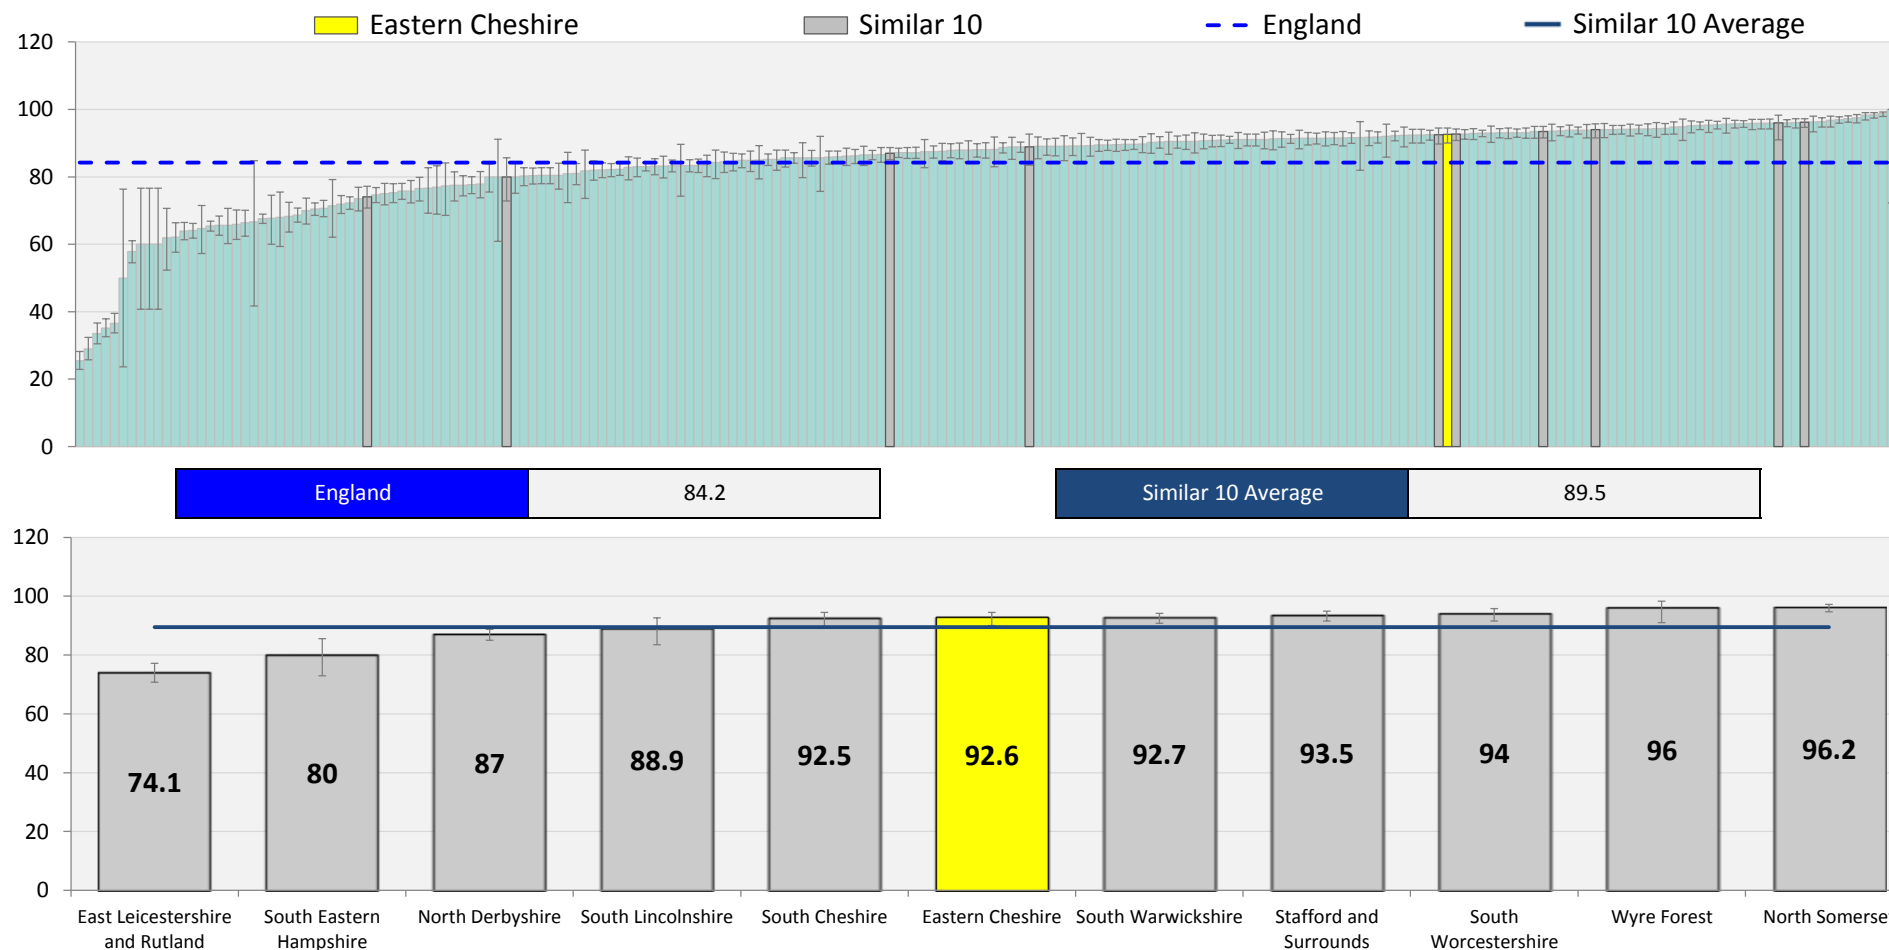 Eastern Cheshire
Similar 10
England
Similar 10 Average
120
100
80
60
40
20
0
England
84.2
Similar 10 Average
89.5
120
100
80
60
40
20
0
74.1
80
87
88.9
92.5
92.6
92.7
93.5
94
96
96.2
East Leicestershire
and Rutland
South Eastern
Hampshire
North Derbyshire
South Lincolnshire
South Cheshire
Eastern Cheshire
South Warwickshire
Stafford and
Surrounds
South
Worcestershire
Wyre Forest
North Somerse